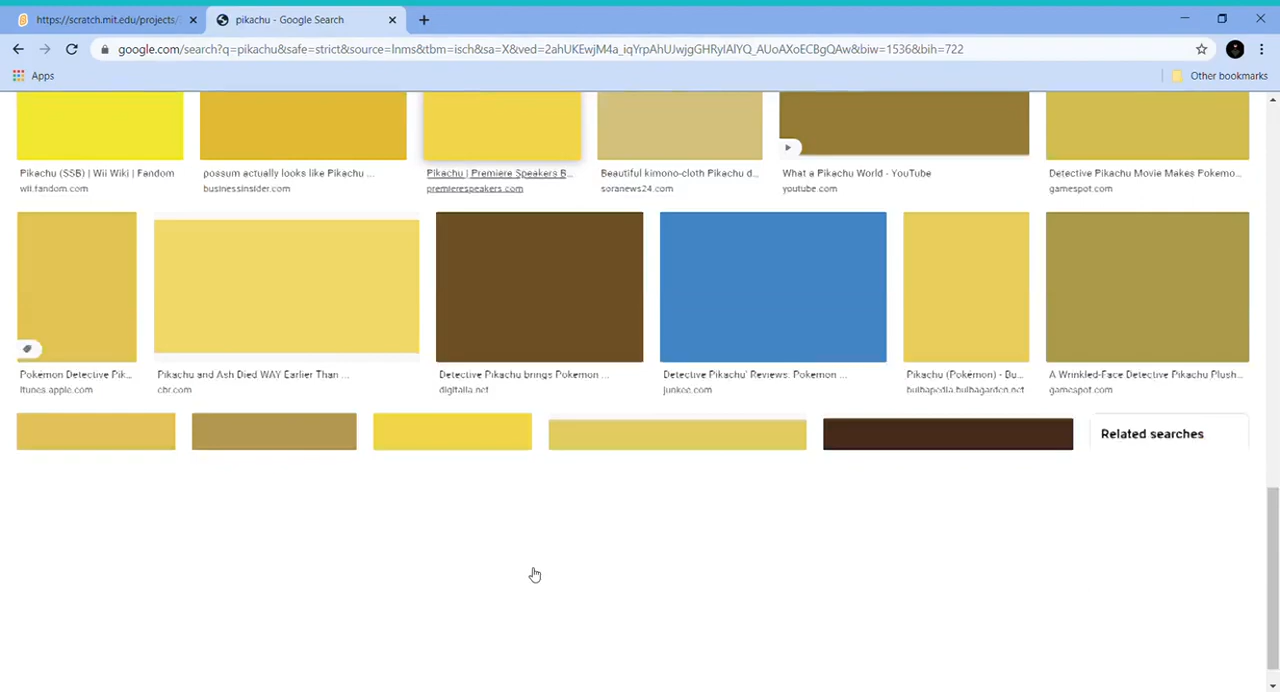 https://scratch.mit.edu/projects/
pikachu - Google Search
google.com/search?q=pikachu&safe=strict&source=lnms&tbm=isch&sa=X&ved=2ahUKEwjM4a_iqYrpAhUJwjgGHRyIAIYQ_AUoAXoECBgQAw&biw=1536&bih=722
Apps
Other bookmarks
Pikachu (SSB) | Wii Wiki | Fandom
wii.fandom.com
possum actually looks like Pikachu ...
businessinsider.com
Pikachu | Premiere Speakers B...
premierespeakers.com
Beautiful kimono-cloth Pikachu d...
soranews24.com
What a Pikachu World - YouTube
youtube.com
Detective Pikachu Movie Makes Pokemo...
gamespot.com
Pokémon Detective Pik...
itunes.apple.com
Pikachu and Ash Died WAY Earlier Than ...
cbr.com
Detective Pikachu brings Pokemon ...
digitalla.net
Detective Pikachu' Reviews: Pokemon ...
junkee.com
Pikachu (Pokémon) - Bu...
bulbapedia.bulbagarden.net
A Wrinkled-Face Detective Pikachu Plush...
gamespot.com
Related searches